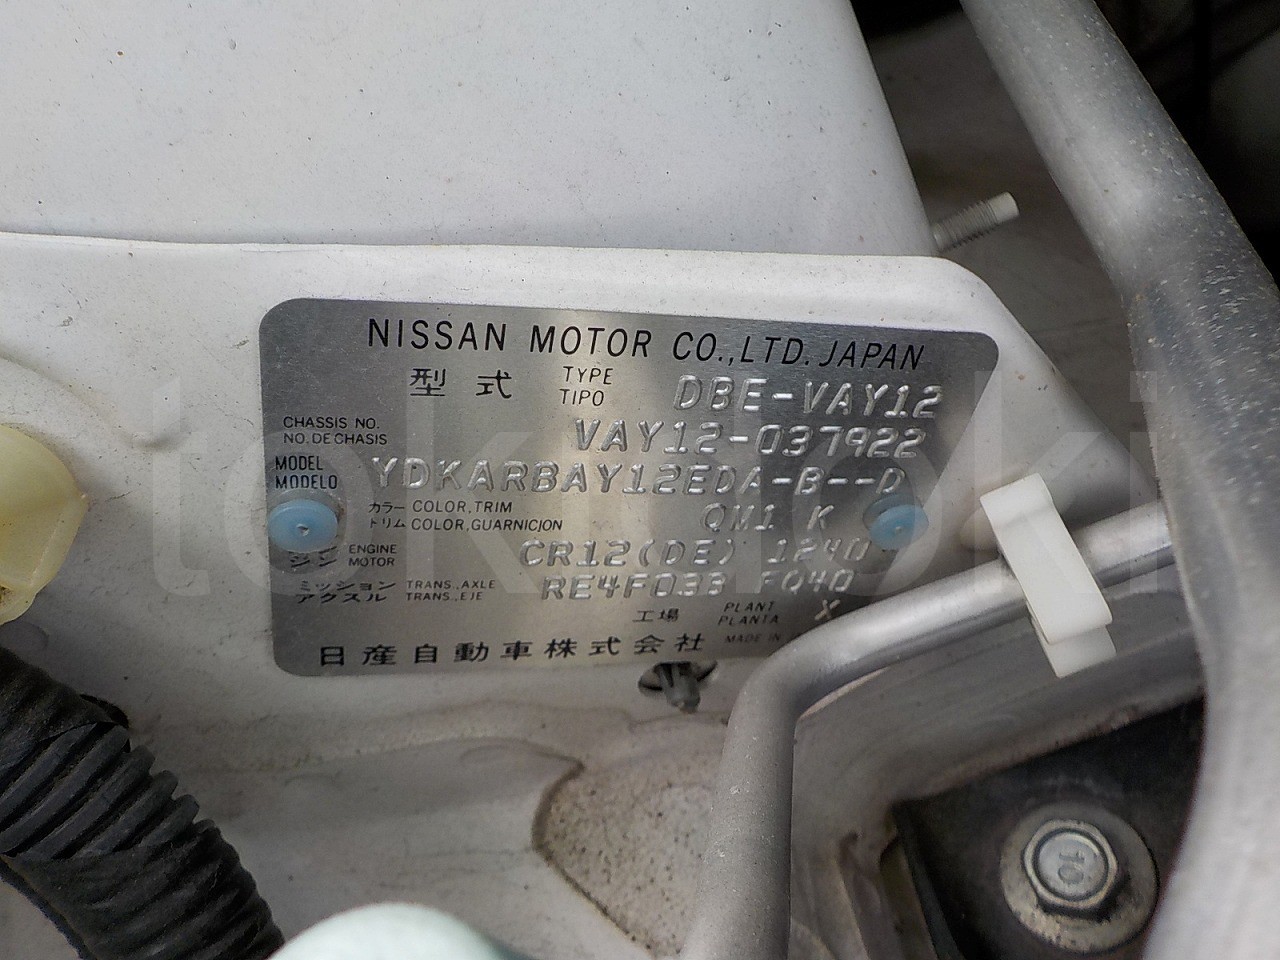 NISSAN MOTOR CO.,LTD. JAPAN
型式 TYPE TIPO DBE-VAY12
CHASSIS NO. NO. DE CHASIS VAY12-037922
MODEL MODELO YDKARBAY12EDA-B--D
カラー トリム COLOR, TRIM COLOR, GUARNICION QM1 K
ジン ENGINE MOTOR CR12(DE) 1240
ミッション アクスル TRANS., AXLE TRANS., EJE RE4F03B FQ40
工場 PLANT PLANTA X
日産自動車株式会社 MADE IN
10